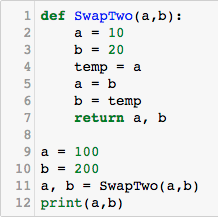 1 def SwapTwo(a,b):
2     a = 10
3     b = 20
4     temp = a
5     a = b
6     b = temp
7     return a, b
8
9 a = 100
10 b = 200
11 a, b = SwapTwo(a,b)
12 print(a,b)